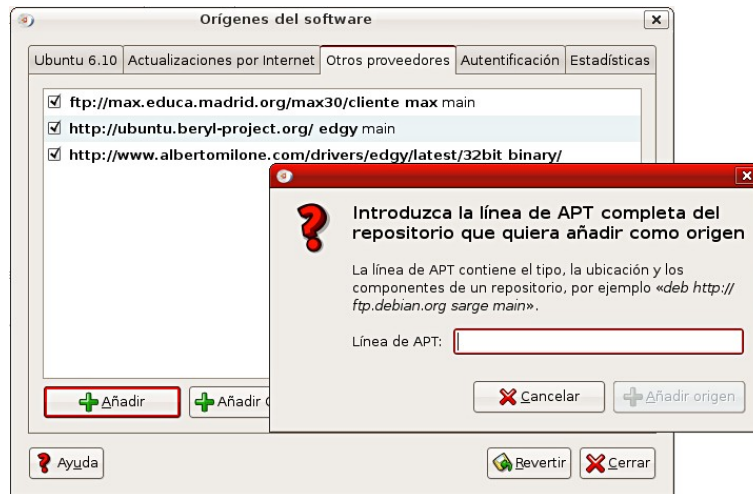 Orígenes del software
Ubuntu 6.10 Actualizaciones por Internet Otros proveedores Autentificación Estadísticas
ftp://max.educa.madrid.org/max30/cliente max main
http://ubuntu.beryl-project.org/ edgy main
http://www.albertomilone.com/drivers/edgy/latest/32bit binary/
Introduzca la línea de APT completa del
repositorio que quiera añadir como origen
La línea de APT contiene el tipo, la ubicación y los
componentes de un repositorio, por ejemplo «deb http://
ftp.debian.org sarge main».
Línea de APT:
Cancelar Añadir origen
Añadir Añadir
Ayuda Revertir Cerrar